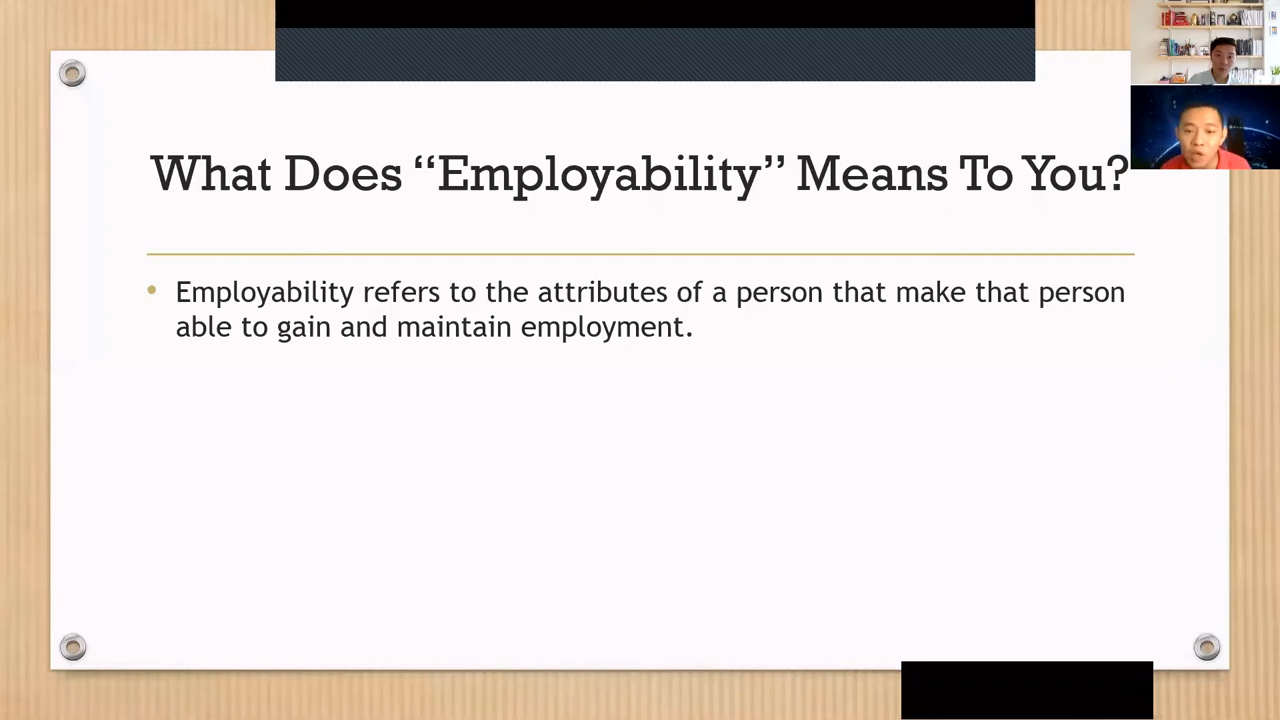 What Does “Employability” Means To You?
• Employability refers to the attributes of a person that make that person
able to gain and maintain employment.